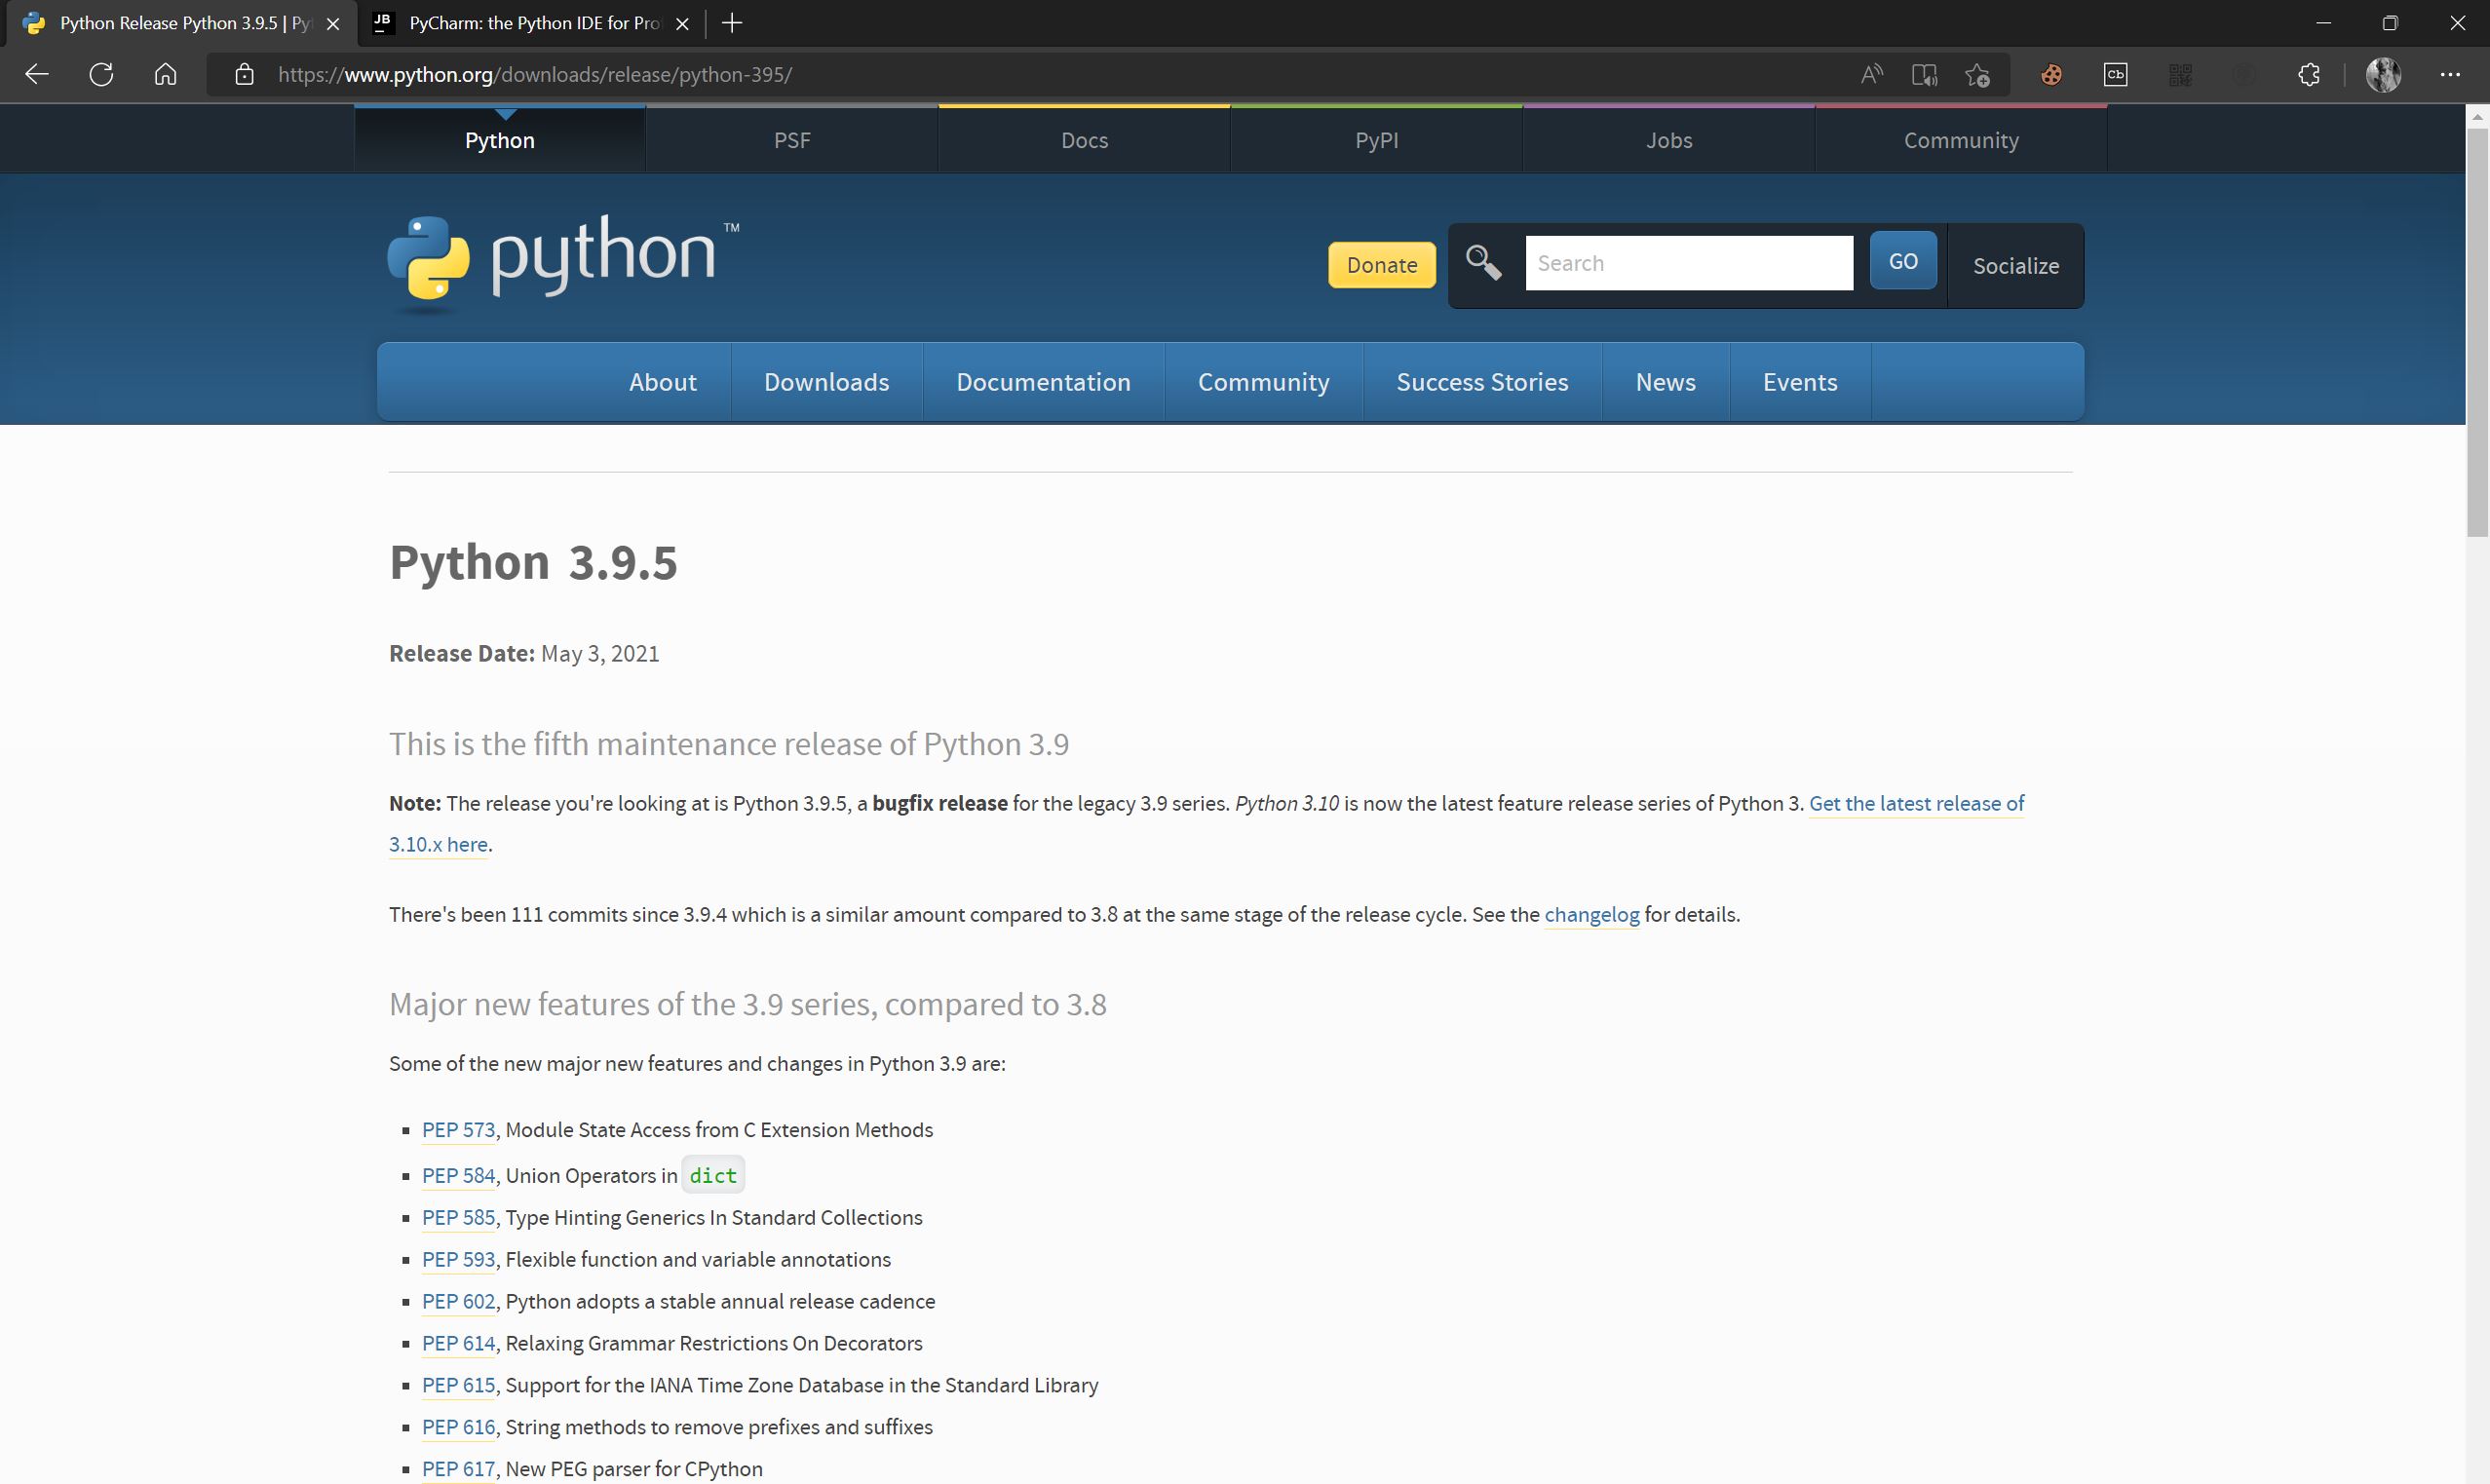 Python Release Python 3.9.5 | Py
JB PyCharm: the Python IDE for Pro
https://www.python.org/downloads/release/python-395/
Cb
Python PSF Docs PyPI Jobs Community
python TM
Donate Search GO Socialize
About Downloads Documentation Community Success Stories News Events
Python 3.9.5
Release Date: May 3, 2021
This is the fifth maintenance release of Python 3.9
Note: The release you're looking at is Python 3.9.5, a bugfix release for the legacy 3.9 series. Python 3.10 is now the latest feature release series of Python 3. Get the latest release of
3.10.x here.
There's been 111 commits since 3.9.4 which is a similar amount compared to 3.8 at the same stage of the release cycle. See the changelog for details.
Major new features of the 3.9 series, compared to 3.8
Some of the new major new features and changes in Python 3.9 are:
▪ PEP 573, Module State Access from C Extension Methods
▪ PEP 584, Union Operators in dict
▪ PEP 585, Type Hinting Generics In Standard Collections
▪ PEP 593, Flexible function and variable annotations
▪ PEP 602, Python adopts a stable annual release cadence
▪ PEP 614, Relaxing Grammar Restrictions On Decorators
▪ PEP 615, Support for the IANA Time Zone Database in the Standard Library
▪ PEP 616, String methods to remove prefixes and suffixes
▪ PEP 617, New PEG parser for CPython